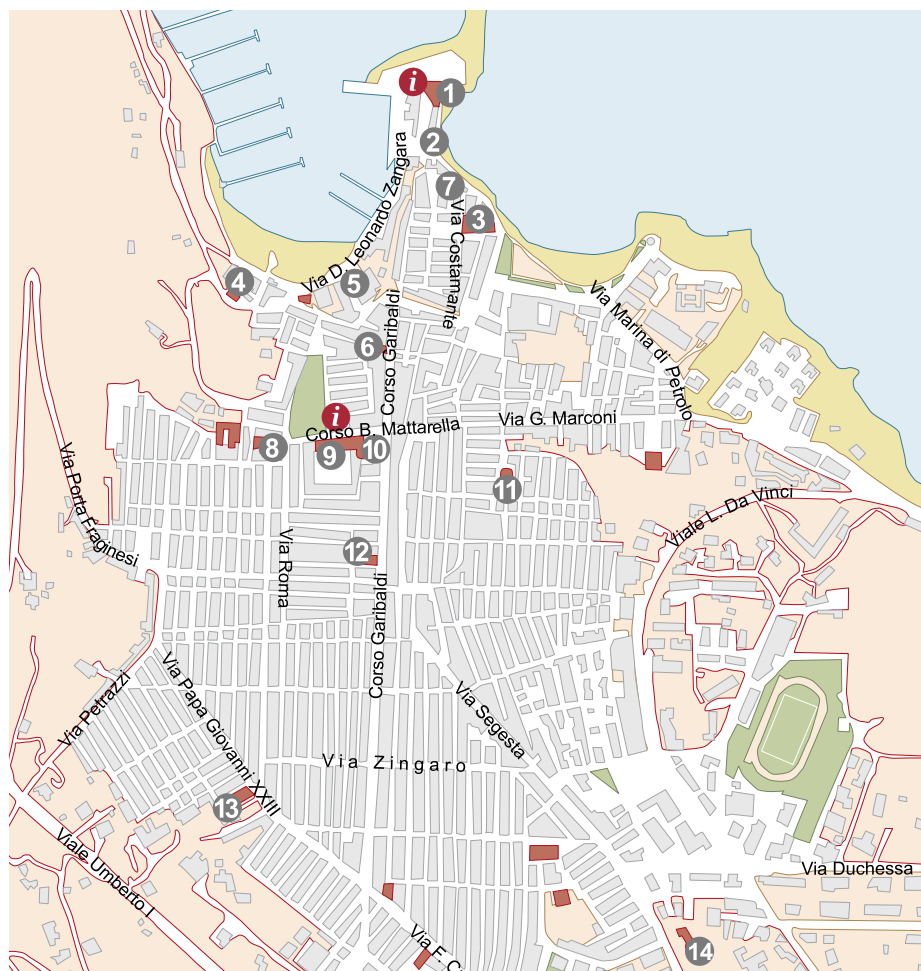 i
1
2
Via D. Leonardo Zangara
7
3
Via Costamante
4
5
Via Marina di Petrolo
6
Corso Garibaldi
i
Corso B. Mattarella
Via G. Marconi
8
9
10
Via Porta Fraginesi
11
Viale L. Da Vinci
Via Roma
12
Corso Garibaldi
Via Petrazzi
Via Papa Giovanni XXIII
Via Segesta
Via Zingaro
13
Viale Umberto I
Via Duchessa
Via F. C
14